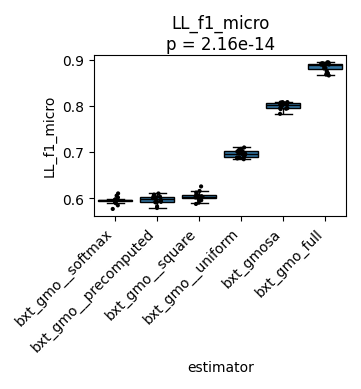 LL_f1_micro
p = 2.16e-14
LL_f1_micro
0.9
0.8
0.7
0.6
bxt_gmo__softmax
bxt_gmo__precomputed
bxt_gmo__square
bxt_gmo__uniform
bxt_gmosa
bxt_gmo_full
estimator